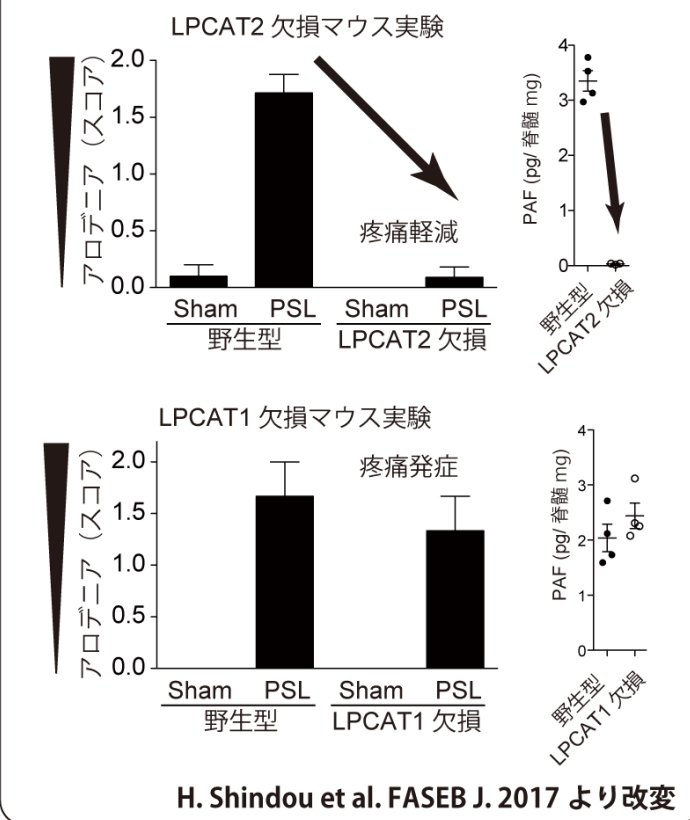 LPCAT2 欠損マウス実験
アロデニア（スコア）
2.0
1.5
1.0
0.5
0.0
疼痛軽減
Sham PSL Sham PSL
野生型 LPCAT2 欠損
PAF (pg/ 脊髄 mg)
4
3
2
1
0
野生型
LPCAT2 欠損
LPCAT1 欠損マウス実験
アロデニア（スコア）
2.0
1.5
1.0
0.5
0.0
疼痛発症
Sham PSL Sham PSL
野生型 LPCAT1 欠損
PAF (pg/ 脊髄 mg)
4
3
2
1
0
野生型
LPCAT1 欠損
H. Shindou et al. FASEB J. 2017 より改変